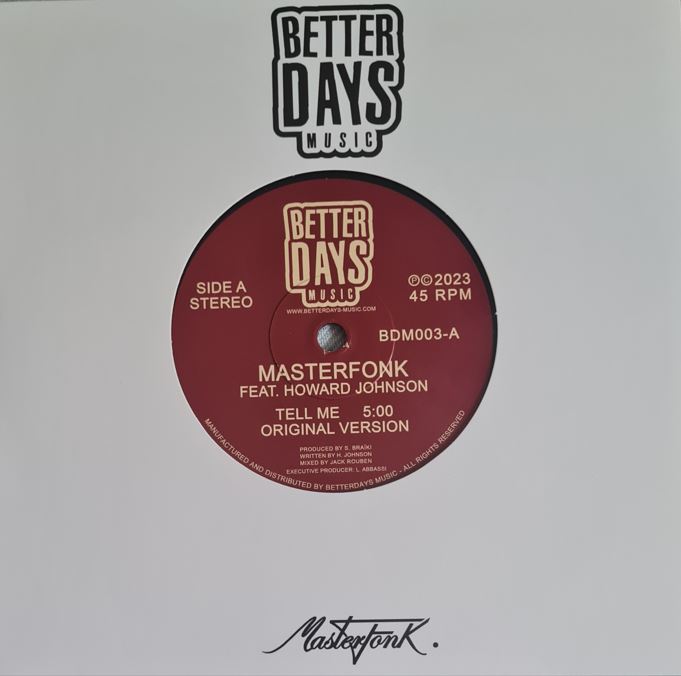 BETTER
DAYS
MUSIC
BETTER
DAYS
MUSIC
WWW.BETTERDAYS-MUSIC.COM
SIDE A
STEREO
℗©2023
45 RPM
BDM003-A
MASTERFONK
FEAT. HOWARD JOHNSON
TELL ME 5:00
ORIGINAL VERSION
PRODUCED BY S. BRAÏKI
WRITTEN BY H. JOHNSON
MIXED BY JACK ROUBEN
EXECUTIVE PRODUCER: L. ABBASSI
MANUFACTURED AND DISTRIBUTED BY BETTERDAYS MUSIC - ALL RIGHTS RESERVED
Masterfonk.